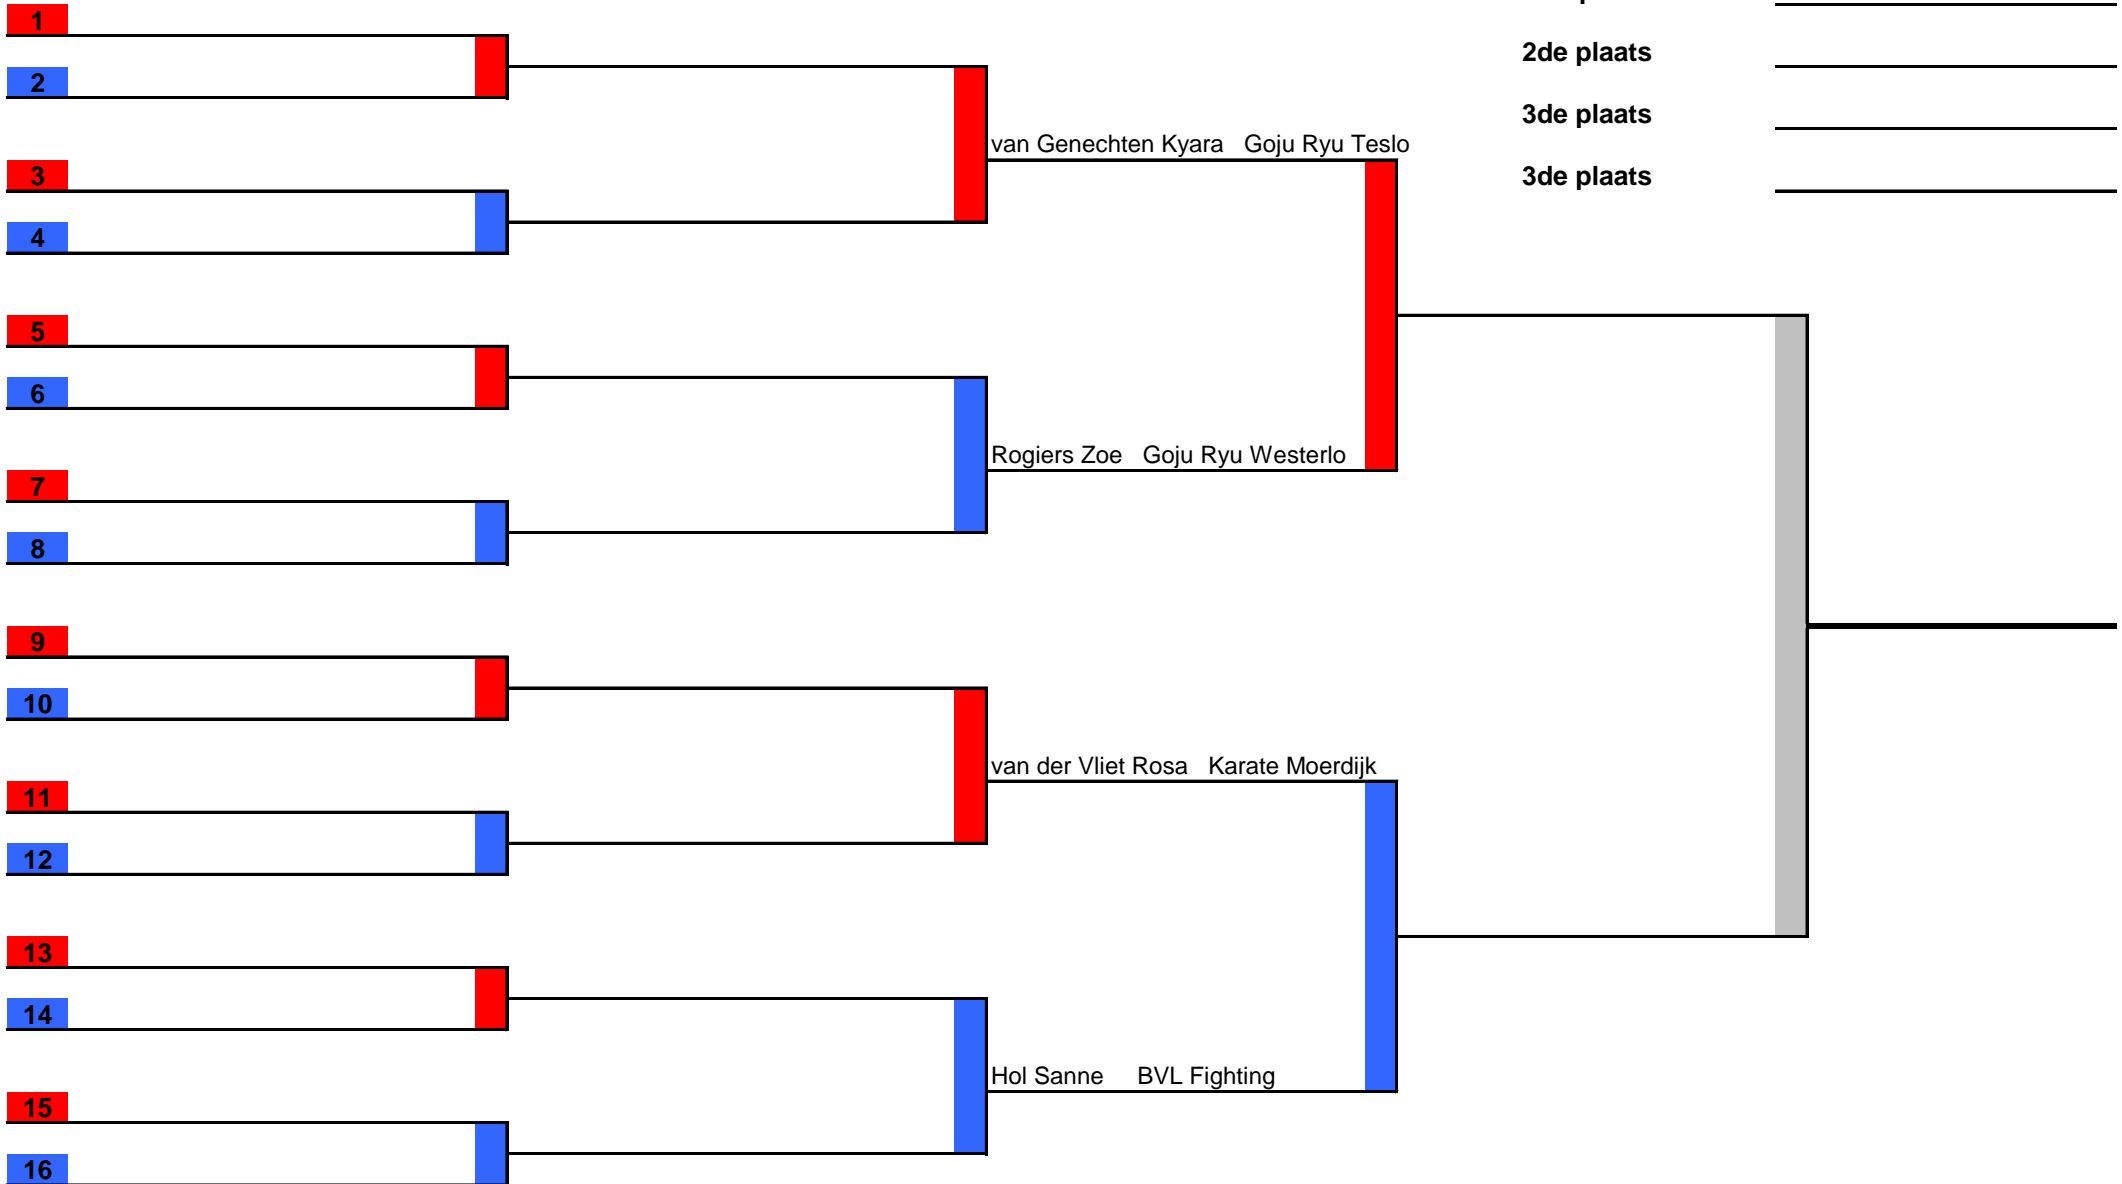 1
2de plaats
2
3de plaats
van Genechten Kyara Goju Ryu Teslo
3
3de plaats
4
5
6
Rogiers Zoe Goju Ryu Westerlo
7
8
9
10
van der Vliet Rosa Karate Moerdijk
11
12
13
14
Hol Sanne BVL Fighting
15
16